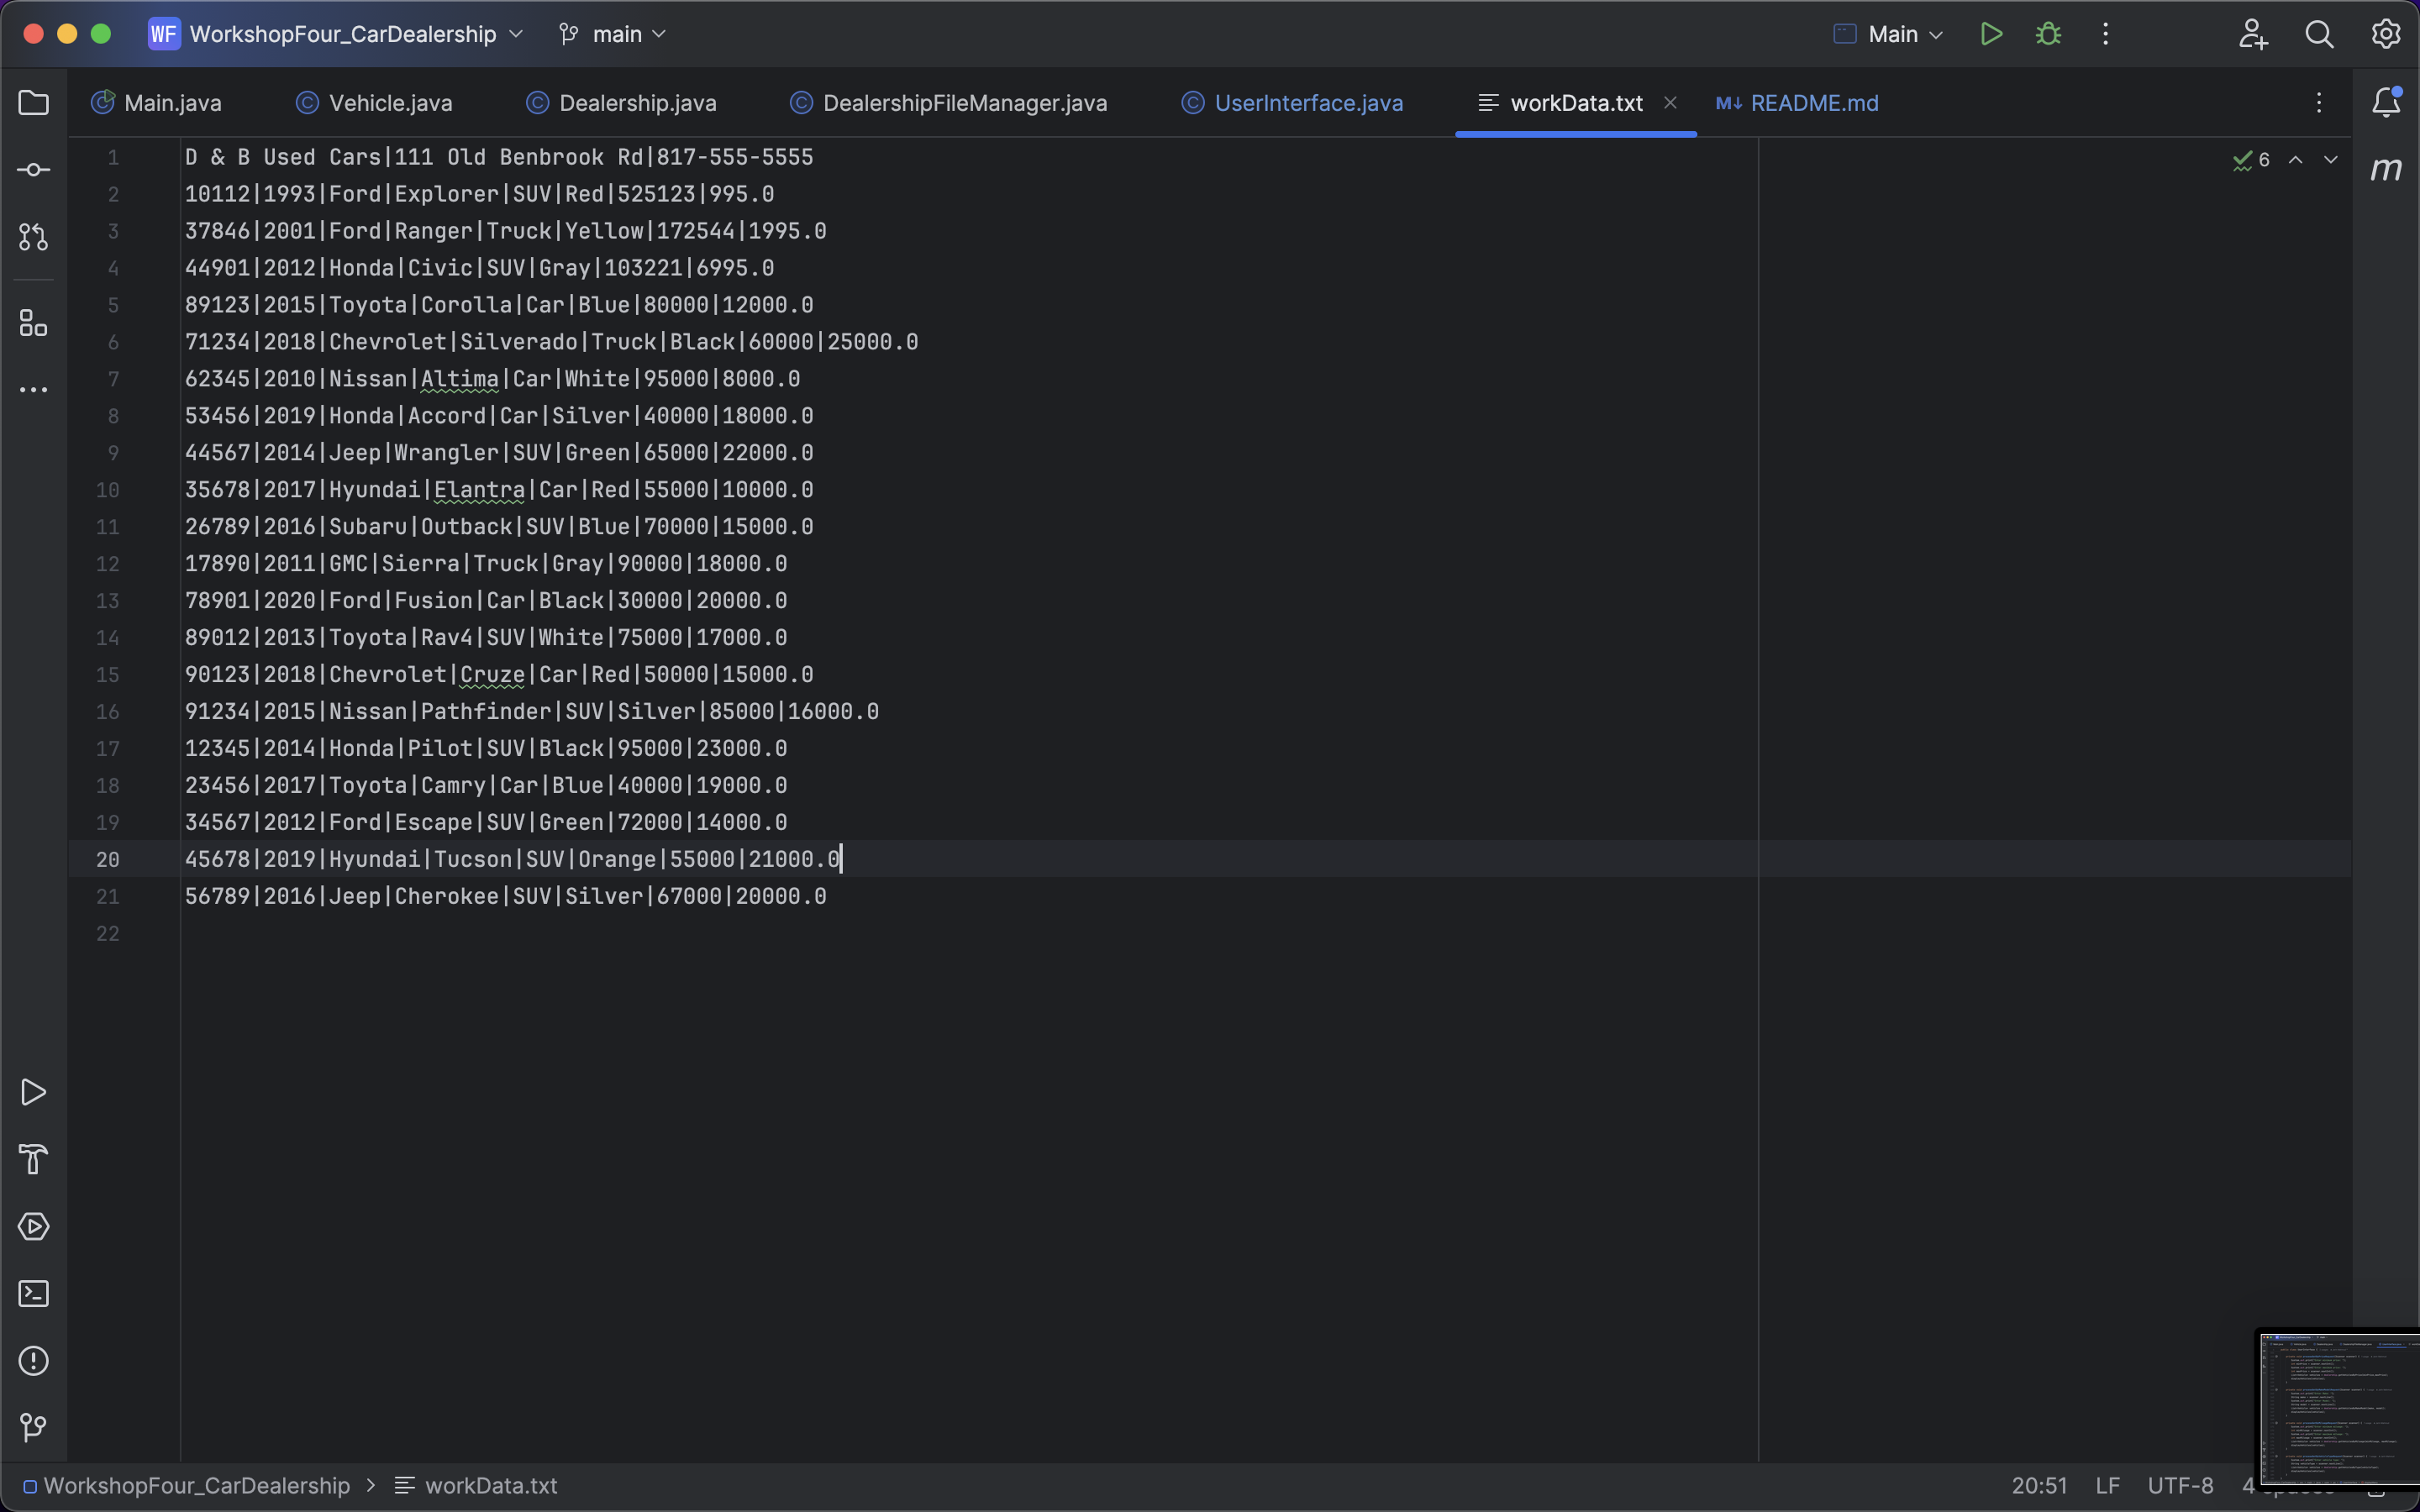 WF WorkshopFour_CarDealership main Main
Main.java Vehicle.java Dealership.java DealershipFileManager.java UserInterface.java workData.txt M↓ README.md
6
m
1 D & B Used Cars|111 Old Benbrook Rd|817-555-5555
2 10112|1993|Ford|Explorer|SUV|Red|525123|995.0
3 37846|2001|Ford|Ranger|Truck|Yellow|172544|1995.0
4 44901|2012|Honda|Civic|SUV|Gray|103221|6995.0
5 89123|2015|Toyota|Corolla|Car|Blue|80000|12000.0
6 71234|2018|Chevrolet|Silverado|Truck|Black|60000|25000.0
7 62345|2010|Nissan|Altima|Car|White|95000|8000.0
8 53456|2019|Honda|Accord|Car|Silver|40000|18000.0
9 44567|2014|Jeep|Wrangler|SUV|Green|65000|22000.0
10 35678|2017|Hyundai|Elantra|Car|Red|55000|10000.0
11 26789|2016|Subaru|Outback|SUV|Blue|70000|15000.0
12 17890|2011|GMC|Sierra|Truck|Gray|90000|18000.0
13 78901|2020|Ford|Fusion|Car|Black|30000|20000.0
14 89012|2013|Toyota|Rav4|SUV|White|75000|17000.0
15 90123|2018|Chevrolet|Cruze|Car|Red|50000|15000.0
16 91234|2015|Nissan|Pathfinder|SUV|Silver|85000|16000.0
17 12345|2014|Honda|Pilot|SUV|Black|95000|23000.0
18 23456|2017|Toyota|Camry|Car|Blue|40000|19000.0
19 34567|2012|Ford|Escape|SUV|Green|72000|14000.0
20 45678|2019|Hyundai|Tucson|SUV|Orange|55000|21000.0
21 56789|2016|Jeep|Cherokee|SUV|Silver|67000|20000.0
22
WorkshopFour_CarDealership > workData.txt 20:51 LF UTF-8 4